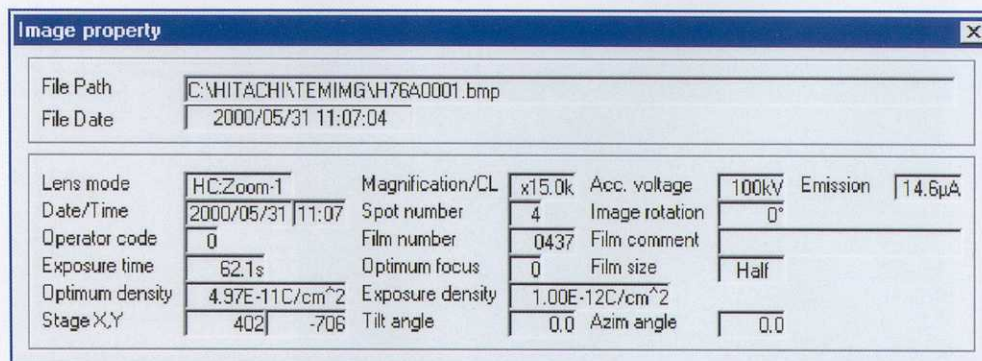 Image property
File Path C:\HITACHI\TEMIMG\H76A0001.bmp
File Date 2000/05/31 11:07:04
Lens mode HC:Zoom-1 Magnification/CL x15.0k Acc. voltage 100kV Emission 14.6µA
Date/Time 2000/05/31 11:07 Spot number 4 Image rotation 0°
Operator code 0 Film number 0437 Film comment
Exposure time 62.1s Optimum focus 0 Film size Half
Optimum density 4.97E-11C/cm^2 Exposure density 1.00E-12C/cm^2
Stage X,Y 402 -706 Tilt angle 0.0 Azim angle 0.0